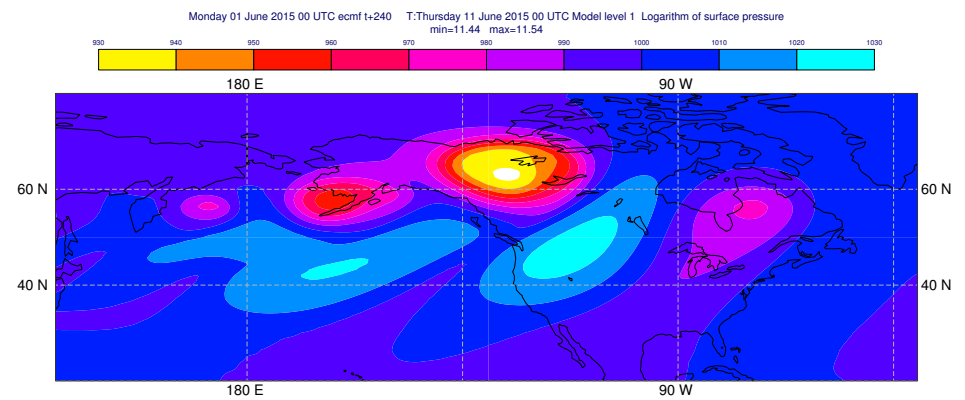 Monday 01 June 2015 00 UTC ecmf t+240 T:Thursday 11 June 2015 00 UTC Model level 1 Logarithm of surface pressure
min=11.44 max=11.54
930 940 950 960 970 980 990 1000 1010 1020 1030
180 E 90 W
60 N 60 N
40 N 40 N
180 E 90 W